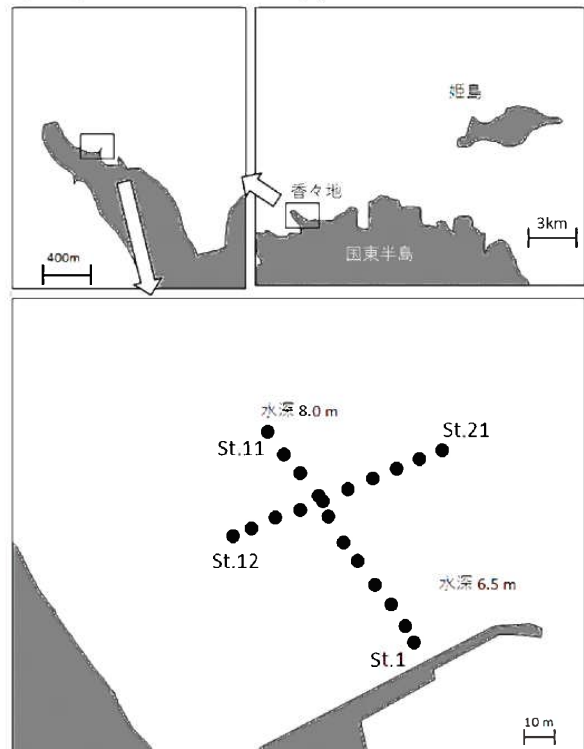 姫島
香々地
3km
国東半島
400m
水深 8.0 m
St.11
St.21
St.12
水深 6.5 m
St.1
10 m